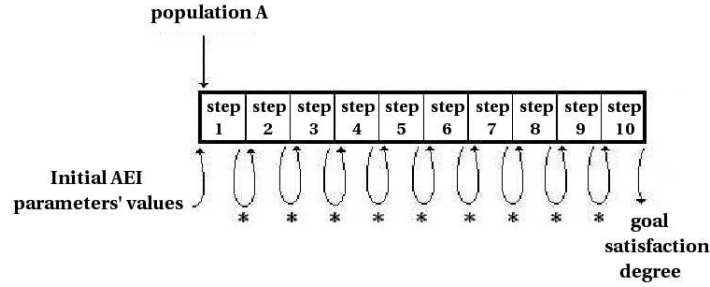 population A
step step step step step step step step step step
1 2 3 4 5 6 7 8 9 10
Initial AEI
parameters' values
* * * * * * * * *
goal
satisfaction
degree